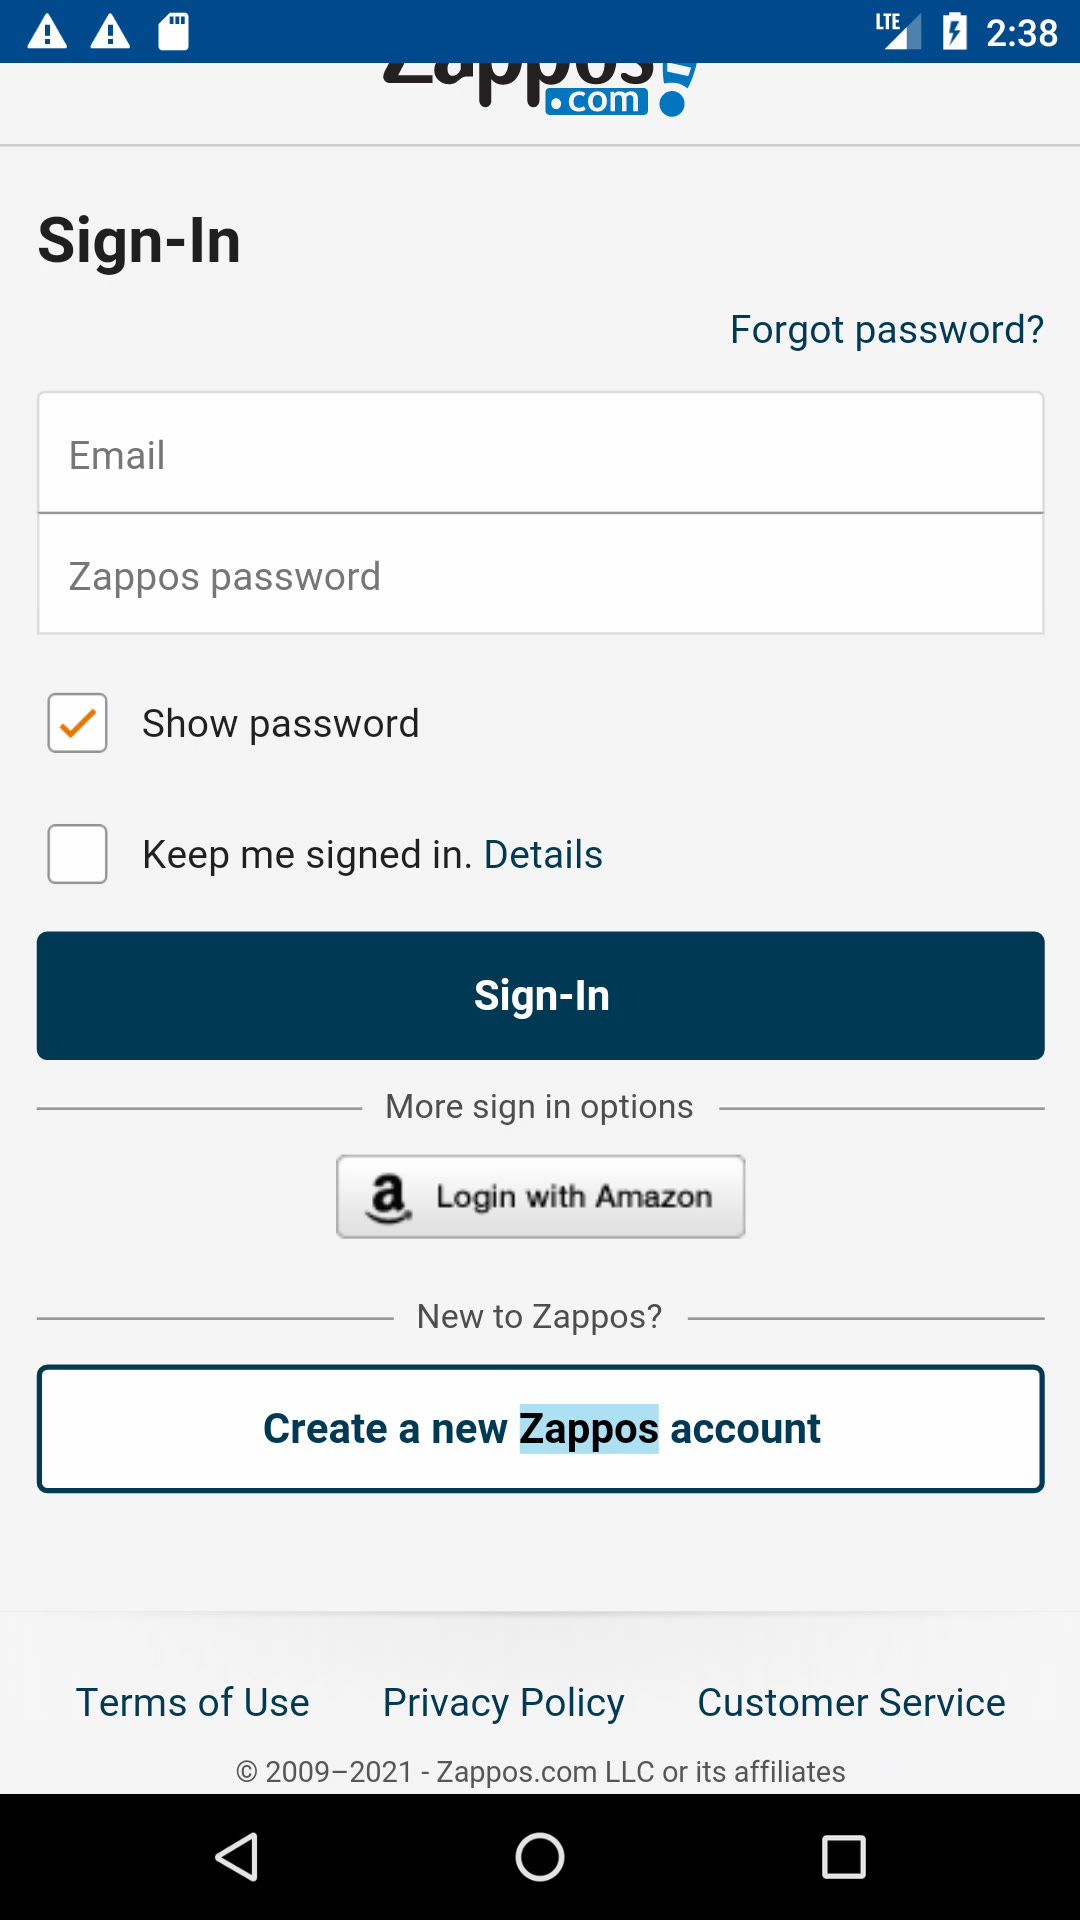 LTE 2:38
Zappos
.com
Sign-In
Forgot password?
Email
Zappos password
Show password
Keep me signed in. Details
Sign-In
More sign in options
a Login with Amazon
New to Zappos?
Create a new Zappos account
Terms of Use Privacy Policy Customer Service
© 2009–2021 - Zappos.com LLC or its affiliates